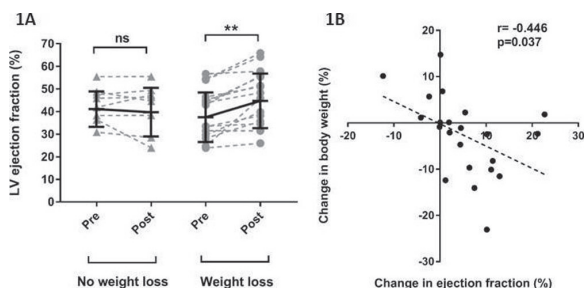 1A
ns
**
LV ejection fraction (%)
70
60
50
40
30
20
10
0
Pre
Post
Pre
Post
No weight loss
Weight loss
1B
r= -0.446
p=0.037
Change in body weight (%)
20
10
-20
-10
10
20
30
-10
-20
-30
Change in ejection fraction (%)